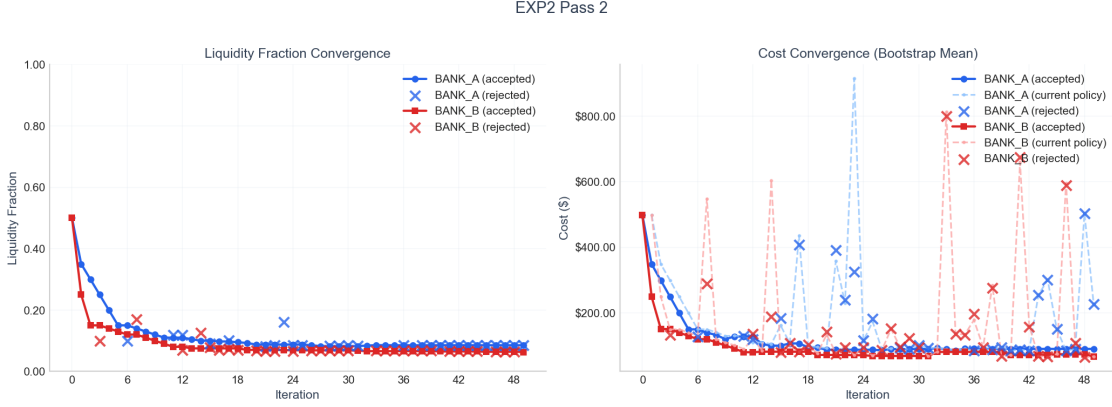 EXP2 Pass 2
Liquidity Fraction Convergence
Liquidity Fraction
1.00
0.80
0.60
0.40
0.20
0.00
0
6
12
18
24
30
36
42
48
Iteration
BANK_A (accepted)
BANK_A (rejected)
BANK_B (accepted)
BANK_B (rejected)
Cost Convergence (Bootstrap Mean)
Cost ($)
$800.00
$600.00
$400.00
$200.00
0
6
12
18
24
30
36
42
48
Iteration
BANK_A (accepted)
BANK_A (current policy)
BANK_A (rejected)
BANK_B (accepted)
BANK_B (current policy)
BANK_B (rejected)